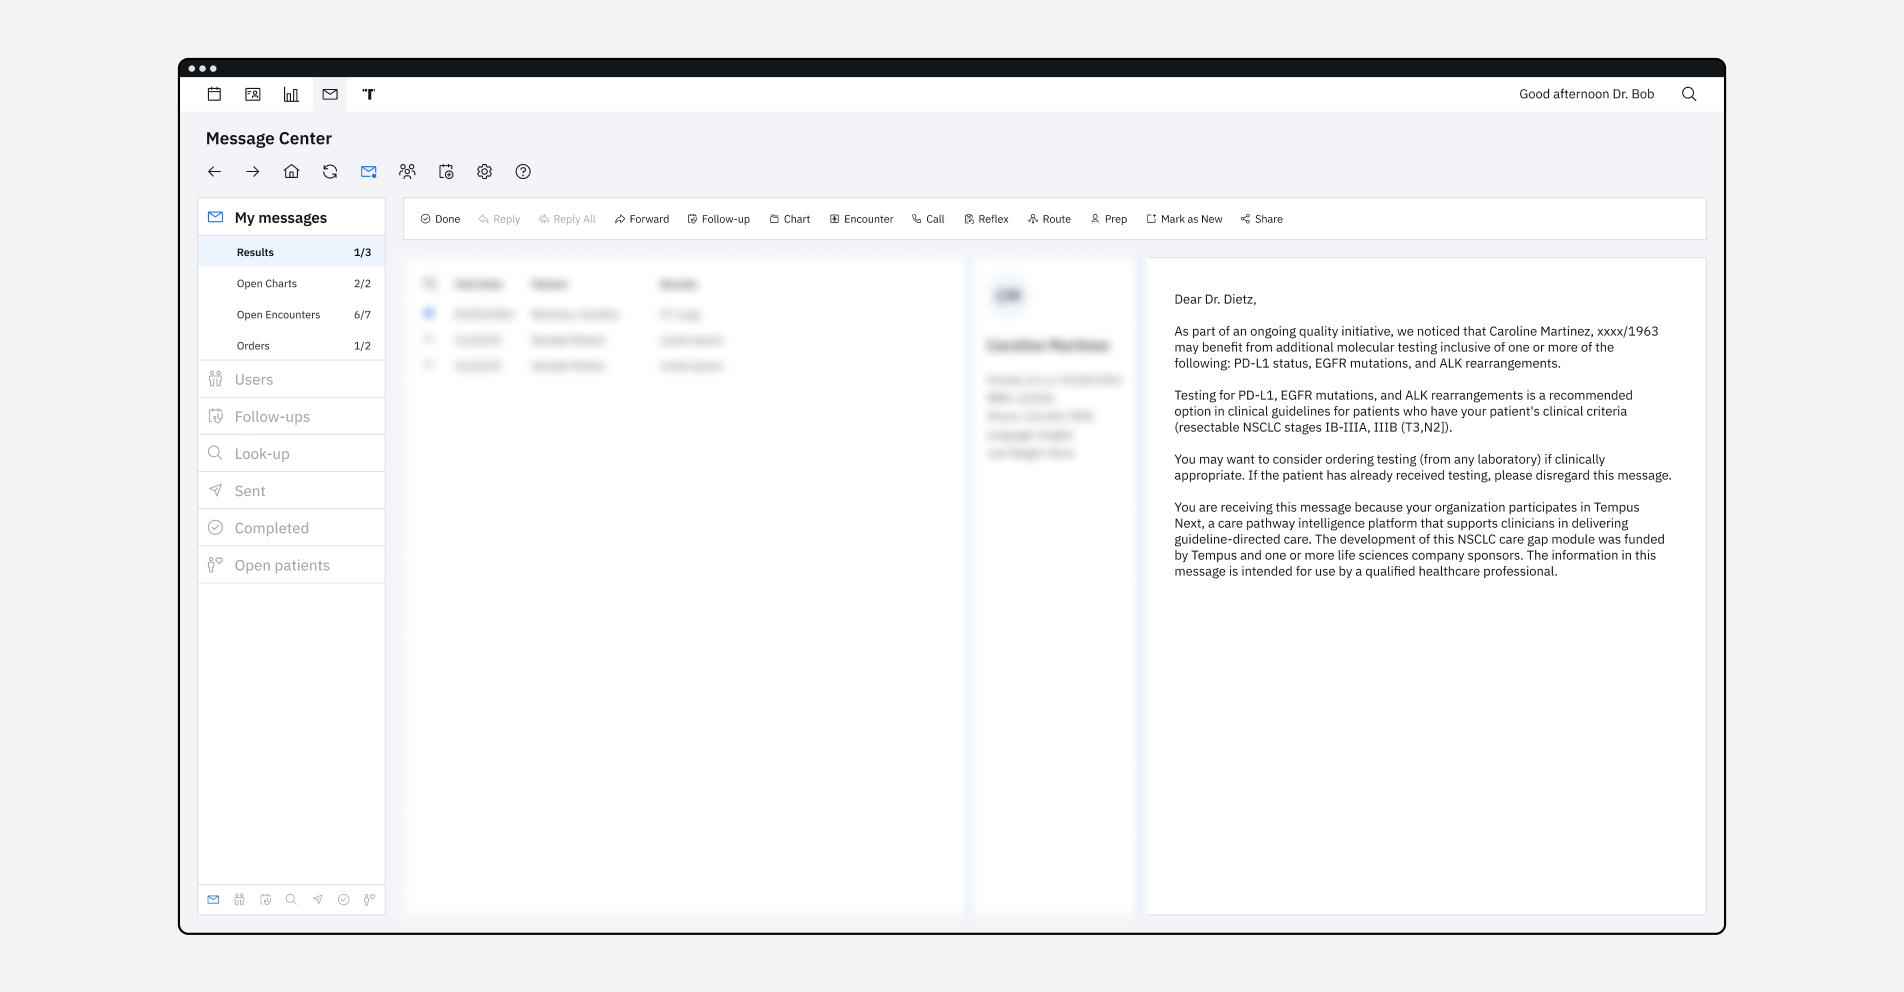 Good afternoon Dr. Bob
Message Center
My messages
Results 1/3
Open Charts 2/2
Open Encounters 6/7
Orders 1/2
Users
Follow-ups
Look-up
Sent
Completed
Open patients
Done Reply Reply All Forward Follow-up Chart Encounter Call Reflex Route Prep Mark as New Share
Caroline Martinez
Dear Dr. Dietz,
As part of an ongoing quality initiative, we noticed that Caroline Martinez, xxxx/1963
may benefit from additional molecular testing inclusive of one or more of the
following: PD-L1 status, EGFR mutations, and ALK rearrangements.
Testing for PD-L1, EGFR mutations, and ALK rearrangements is a recommended
option in clinical guidelines for patients who have your patient's clinical criteria
(resectable NSCLC stages IB-IIIA, IIIB (T3,N2]).
You may want to consider ordering testing (from any laboratory) if clinically
appropriate. If the patient has already received testing, please disregard this message.
You are receiving this message because your organization participates in Tempus
Next, a care pathway intelligence platform that supports clinicians in delivering
guideline-directed care. The development of this NSCLC care gap module was funded
by Tempus and one or more life sciences company sponsors. The information in this
message is intended for use by a qualified healthcare professional.